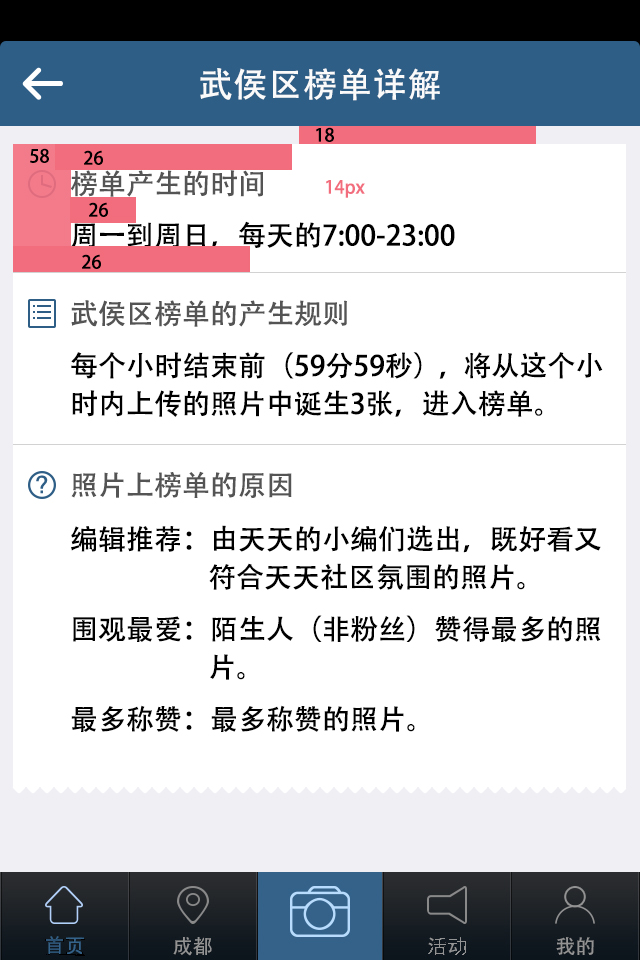 武侯区榜单详解
18
58 26
榜单产生的时间 14px
26
周一到周日，每天的7:00-23:00
26
武侯区榜单的产生规则
每个小时结束前（59分59秒），将从这个小
时内上传的照片中诞生3张，进入榜单。
照片上榜单的原因
编辑推荐：由天天的小编们选出，既好看又
符合天天社区氛围的照片。
围观最爱：陌生人（非粉丝）赞得最多的照
片。
最多称赞：最多称赞的照片。
首页 成都 活动 我的